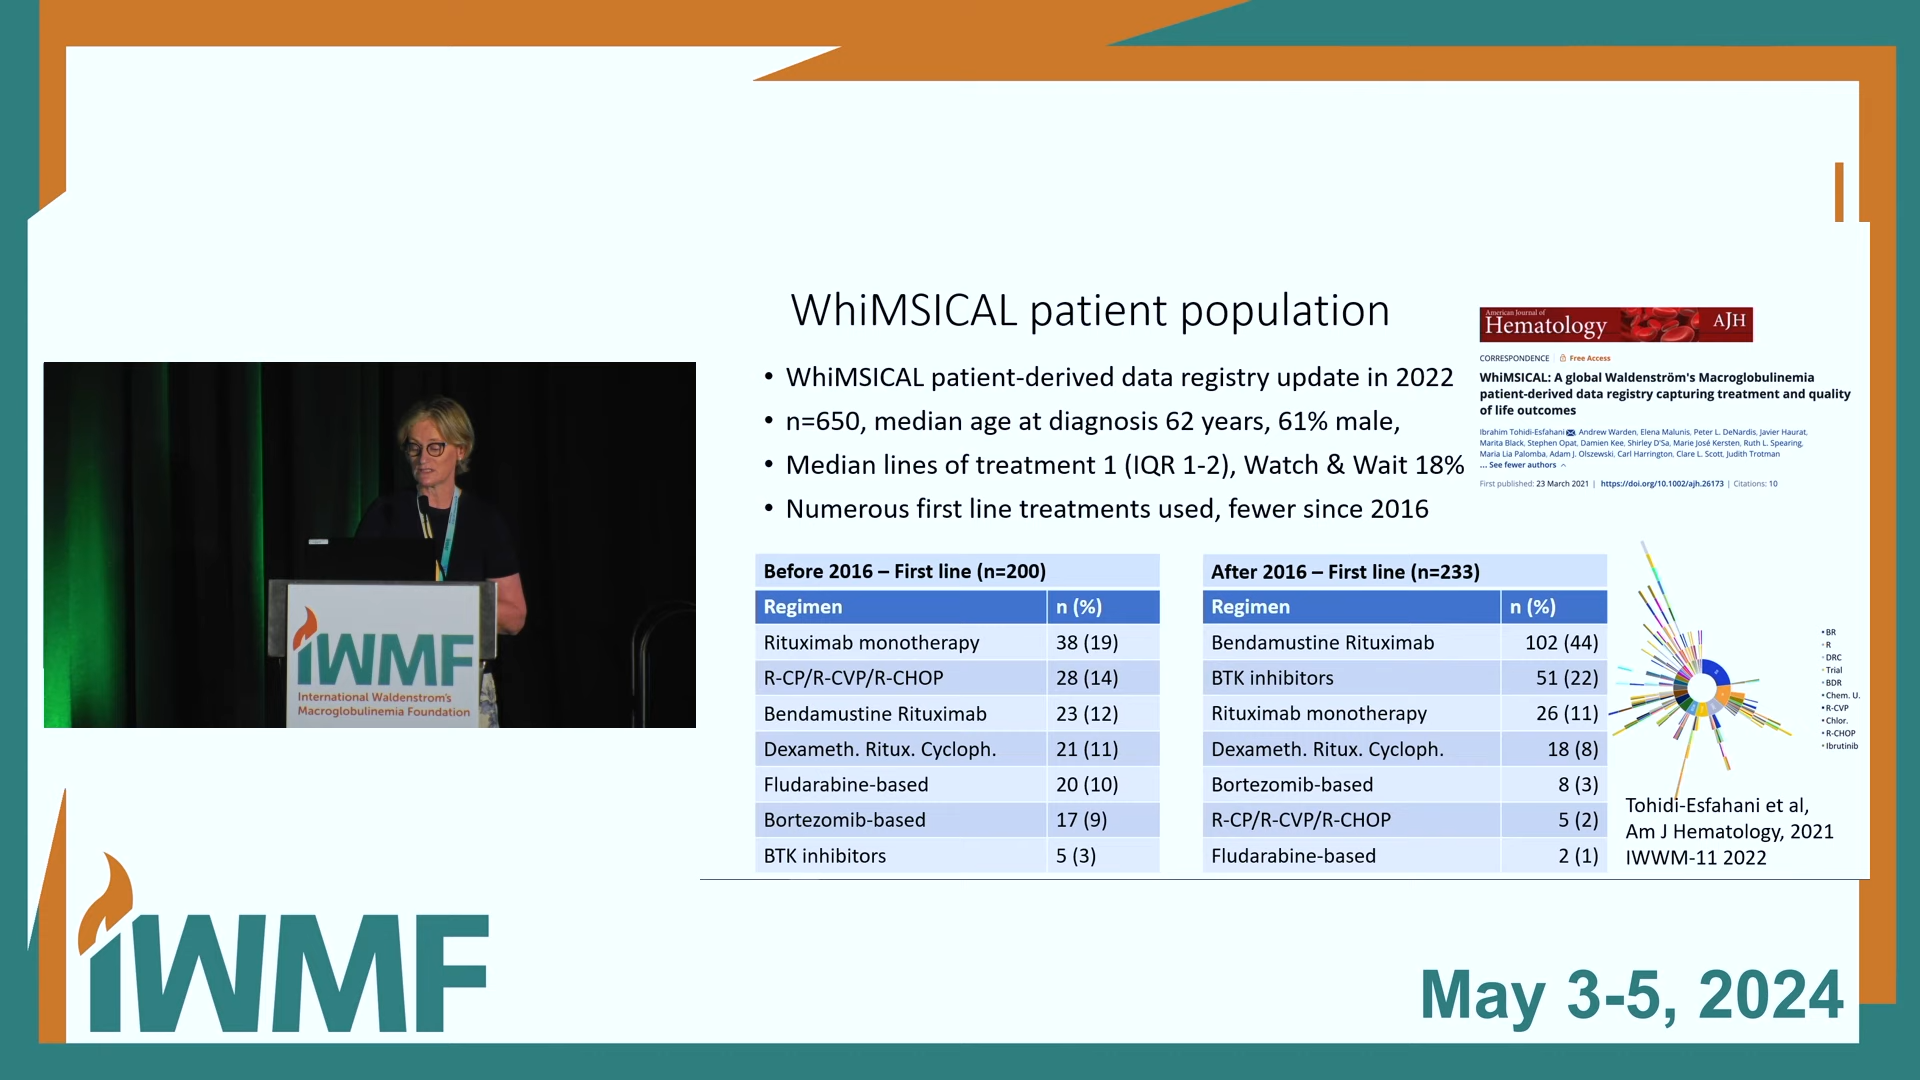 WhiMSICAL patient population
• WhiMSICAL patient-derived data registry update in 2022
• n=650, median age at diagnosis 62 years, 61% male,
• Median lines of treatment 1 (IQR 1-2), Watch & Wait 18%
• Numerous first line treatments used, fewer since 2016
American Journal of
Hematology AJH
CORRESPONDENCE Free Access
WhiMSICAL: A global Waldenström's Macroglobulinemia
patient-derived data registry capturing treatment and quality
of life outcomes
Ibrahim Tohidi-Esfahani, Andrew Warden, Elena Malunis, Peter L. DeNardis, Javier Haurat,
Marita Black, Stephen Opat, Damien Kee, Shirley D'Sa, Marie José Kersten, Ruth L. Spearing,
Maria Lia Palomba, Adam J. Olszewski, Carl Harrington, Clare L. Scott, Judith Trotman
... See fewer authors
First published: 23 March 2021 | https://doi.org/10.1002/ajh.26173 | Citations: 10
Before 2016 – First line (n=200)
Regimen n (%)
Rituximab monotherapy 38 (19)
R-CP/R-CVP/R-CHOP 28 (14)
Bendamustine Rituximab 23 (12)
Dexameth. Ritux. Cycloph. 21 (11)
Fludarabine-based 20 (10)
Bortezomib-based 17 (9)
BTK inhibitors 5 (3)
After 2016 – First line (n=233)
Regimen n (%)
Bendamustine Rituximab 102 (44)
BTK inhibitors 51 (22)
Rituximab monotherapy 26 (11)
Dexameth. Ritux. Cycloph. 18 (8)
Bortezomib-based 8 (3)
R-CP/R-CVP/R-CHOP 5 (2)
Fludarabine-based 2 (1)
• BR
• R
• DRC
• Trial
• BDR
• Chem. U.
• R-CVP
• Chlor.
• R-CHOP
• Ibrutinib
Tohidi-Esfahani et al,
Am J Hematology, 2021
IWWM-11 2022
iWMF
International Waldenstrom's
Macroglobulinemia Foundation
iWMF
May 3-5, 2024